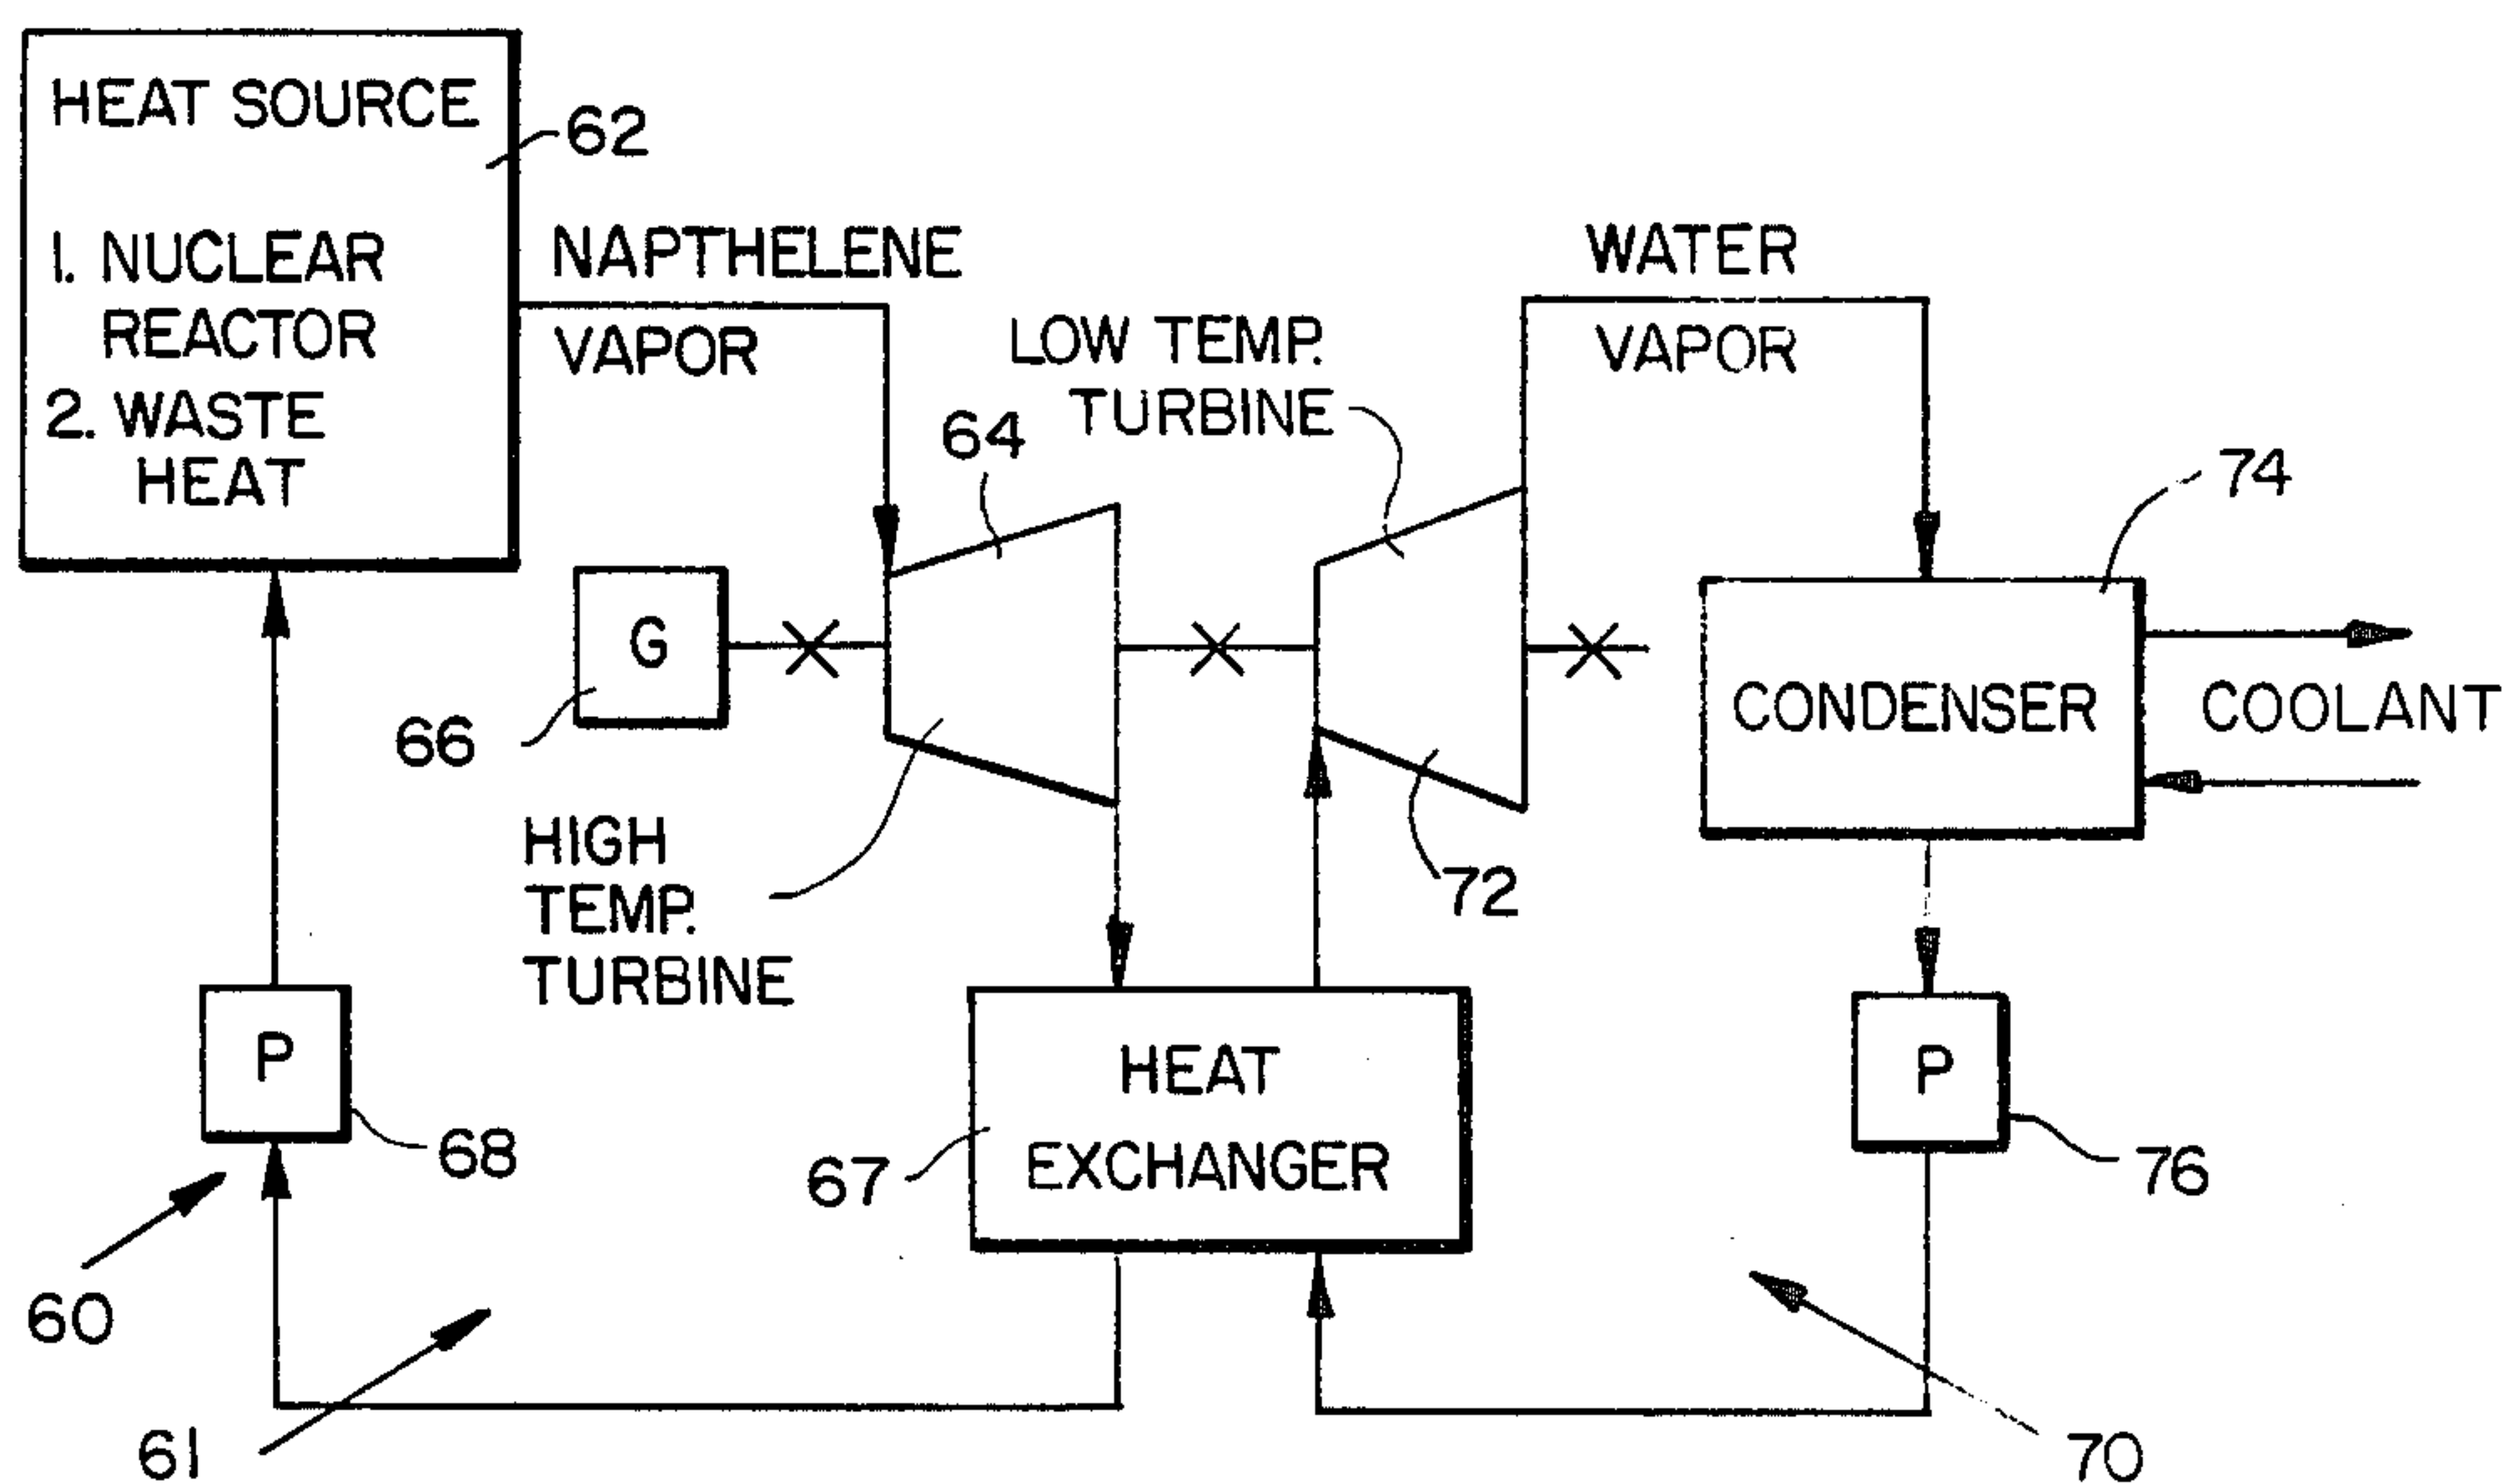 HEAT SOURCE
62
1. NUCLEAR
REACTOR
2. WASTE
HEAT
NAPTHELENE
VAPOR
WATER
VAPOR
LOW TEMP.
TURBINE
64
74
G
66
CONDENSER
COOLANT
HIGH
TEMP.
TURBINE
72
P
68
HEAT
EXCHANGER
67
P
76
60
61
70